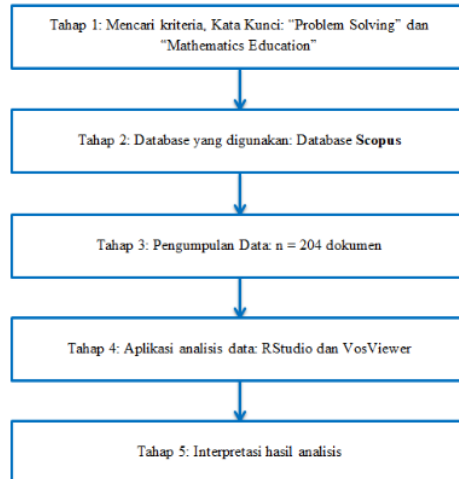 Tahap 1: Mencari kriteria, Kata Kunci: “Problem Solving” dan
“Mathematics Education”
Tahap 2: Database yang digunakan: Database Scopus
Tahap 3: Pengumpulan Data: n = 204 dokumen
Tahap 4: Aplikasi analisis data: RStudio dan VosViewer
Tahap 5: Interpretasi hasil analisis